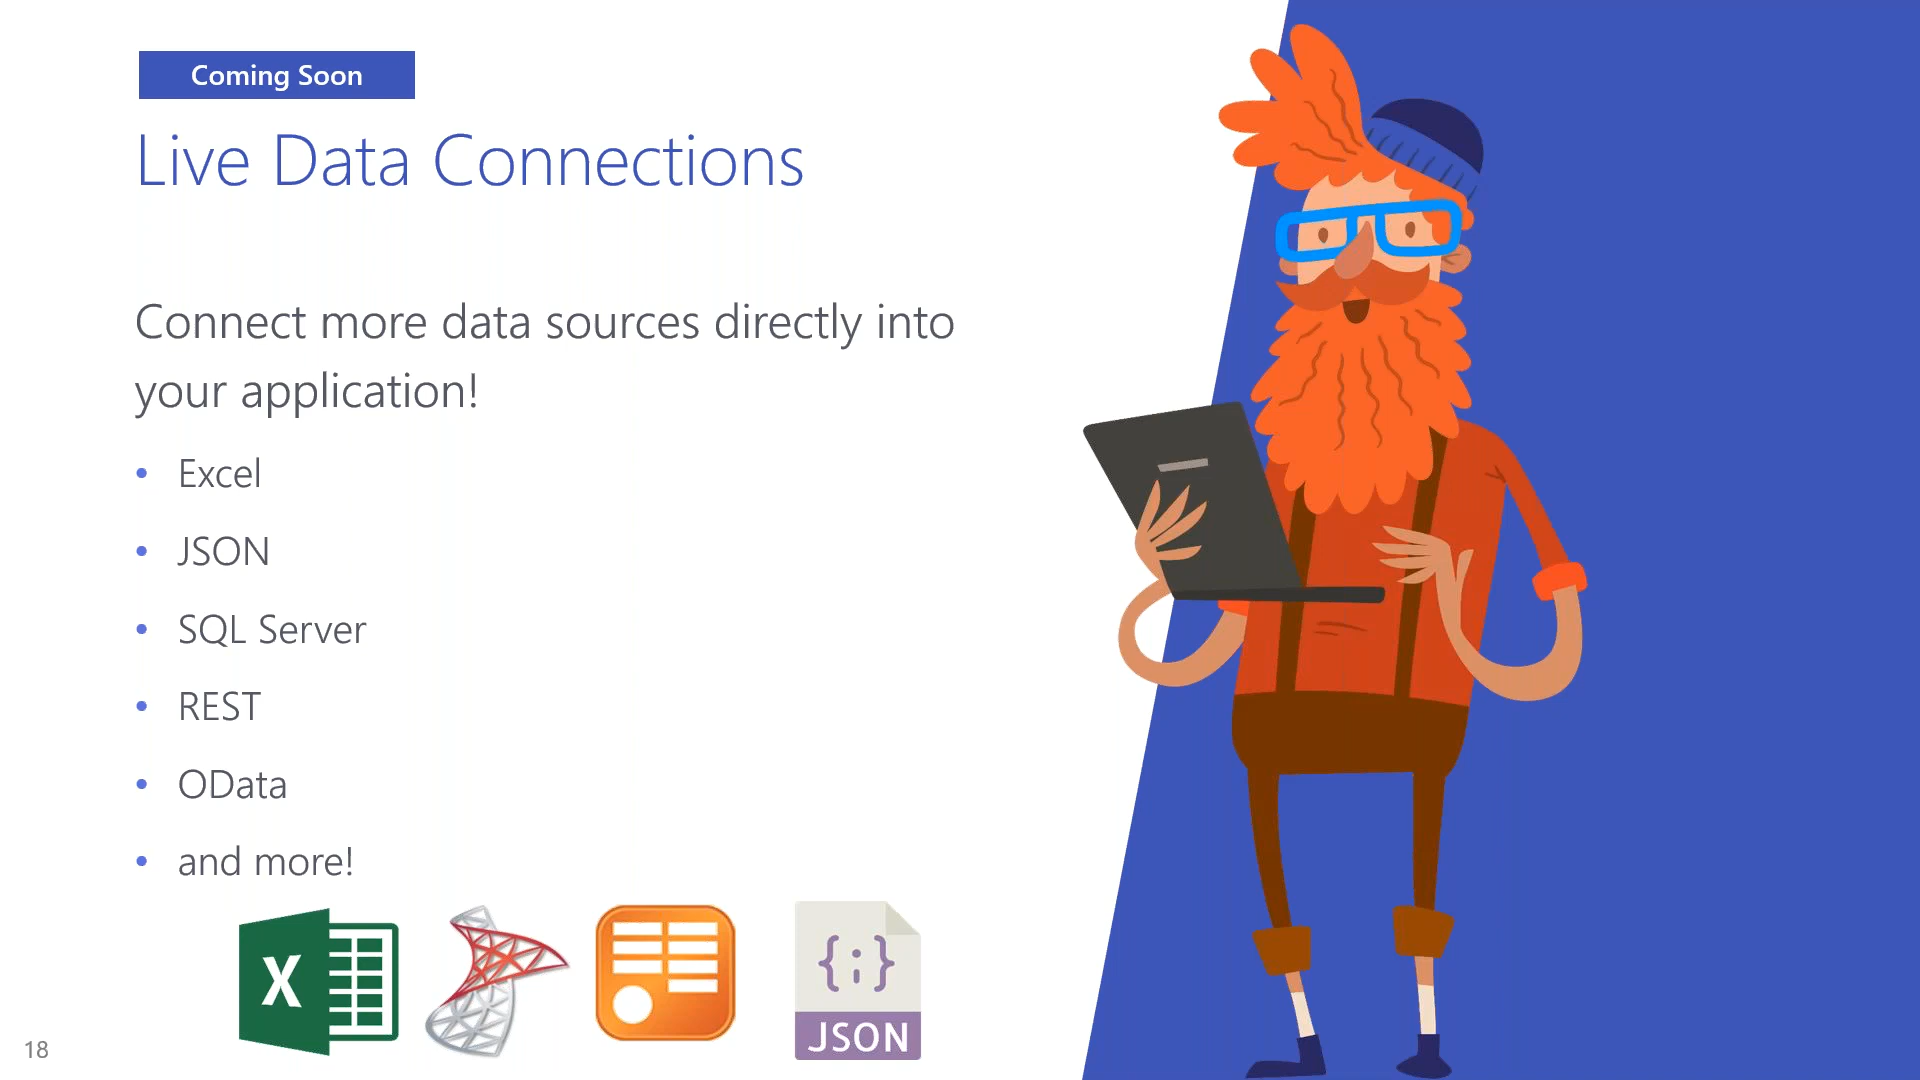 Coming Soon
Live Data Connections
Connect more data sources directly into
your application!
• Excel
• JSON
• SQL Server
• REST
• OData
• and more!
X
{;}
JSON
18